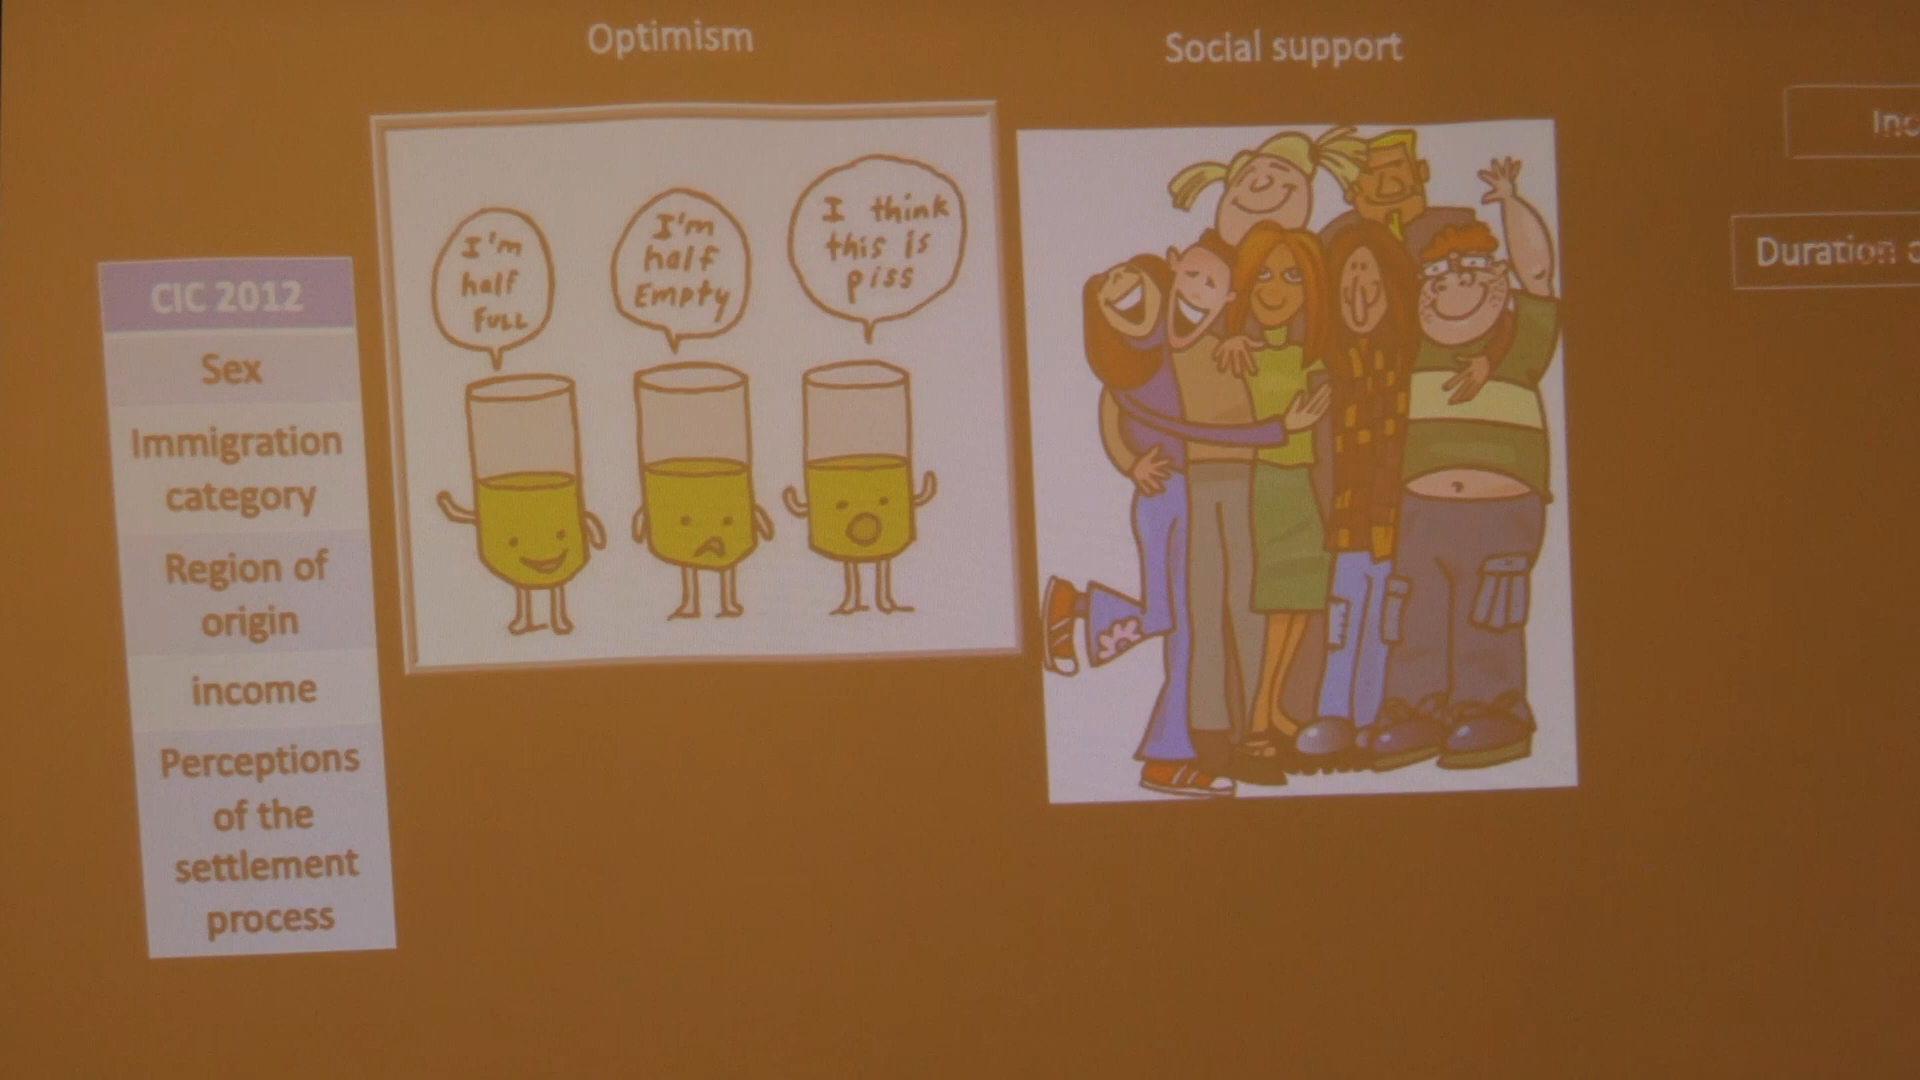 Optimism
Social support
CIC 2012
Sex
Immigration
category
Region of
origin
income
Perceptions
of the
settlement
process
I'm
half
FULL
I'm
half
Empty
I think
this is
piss
Duration